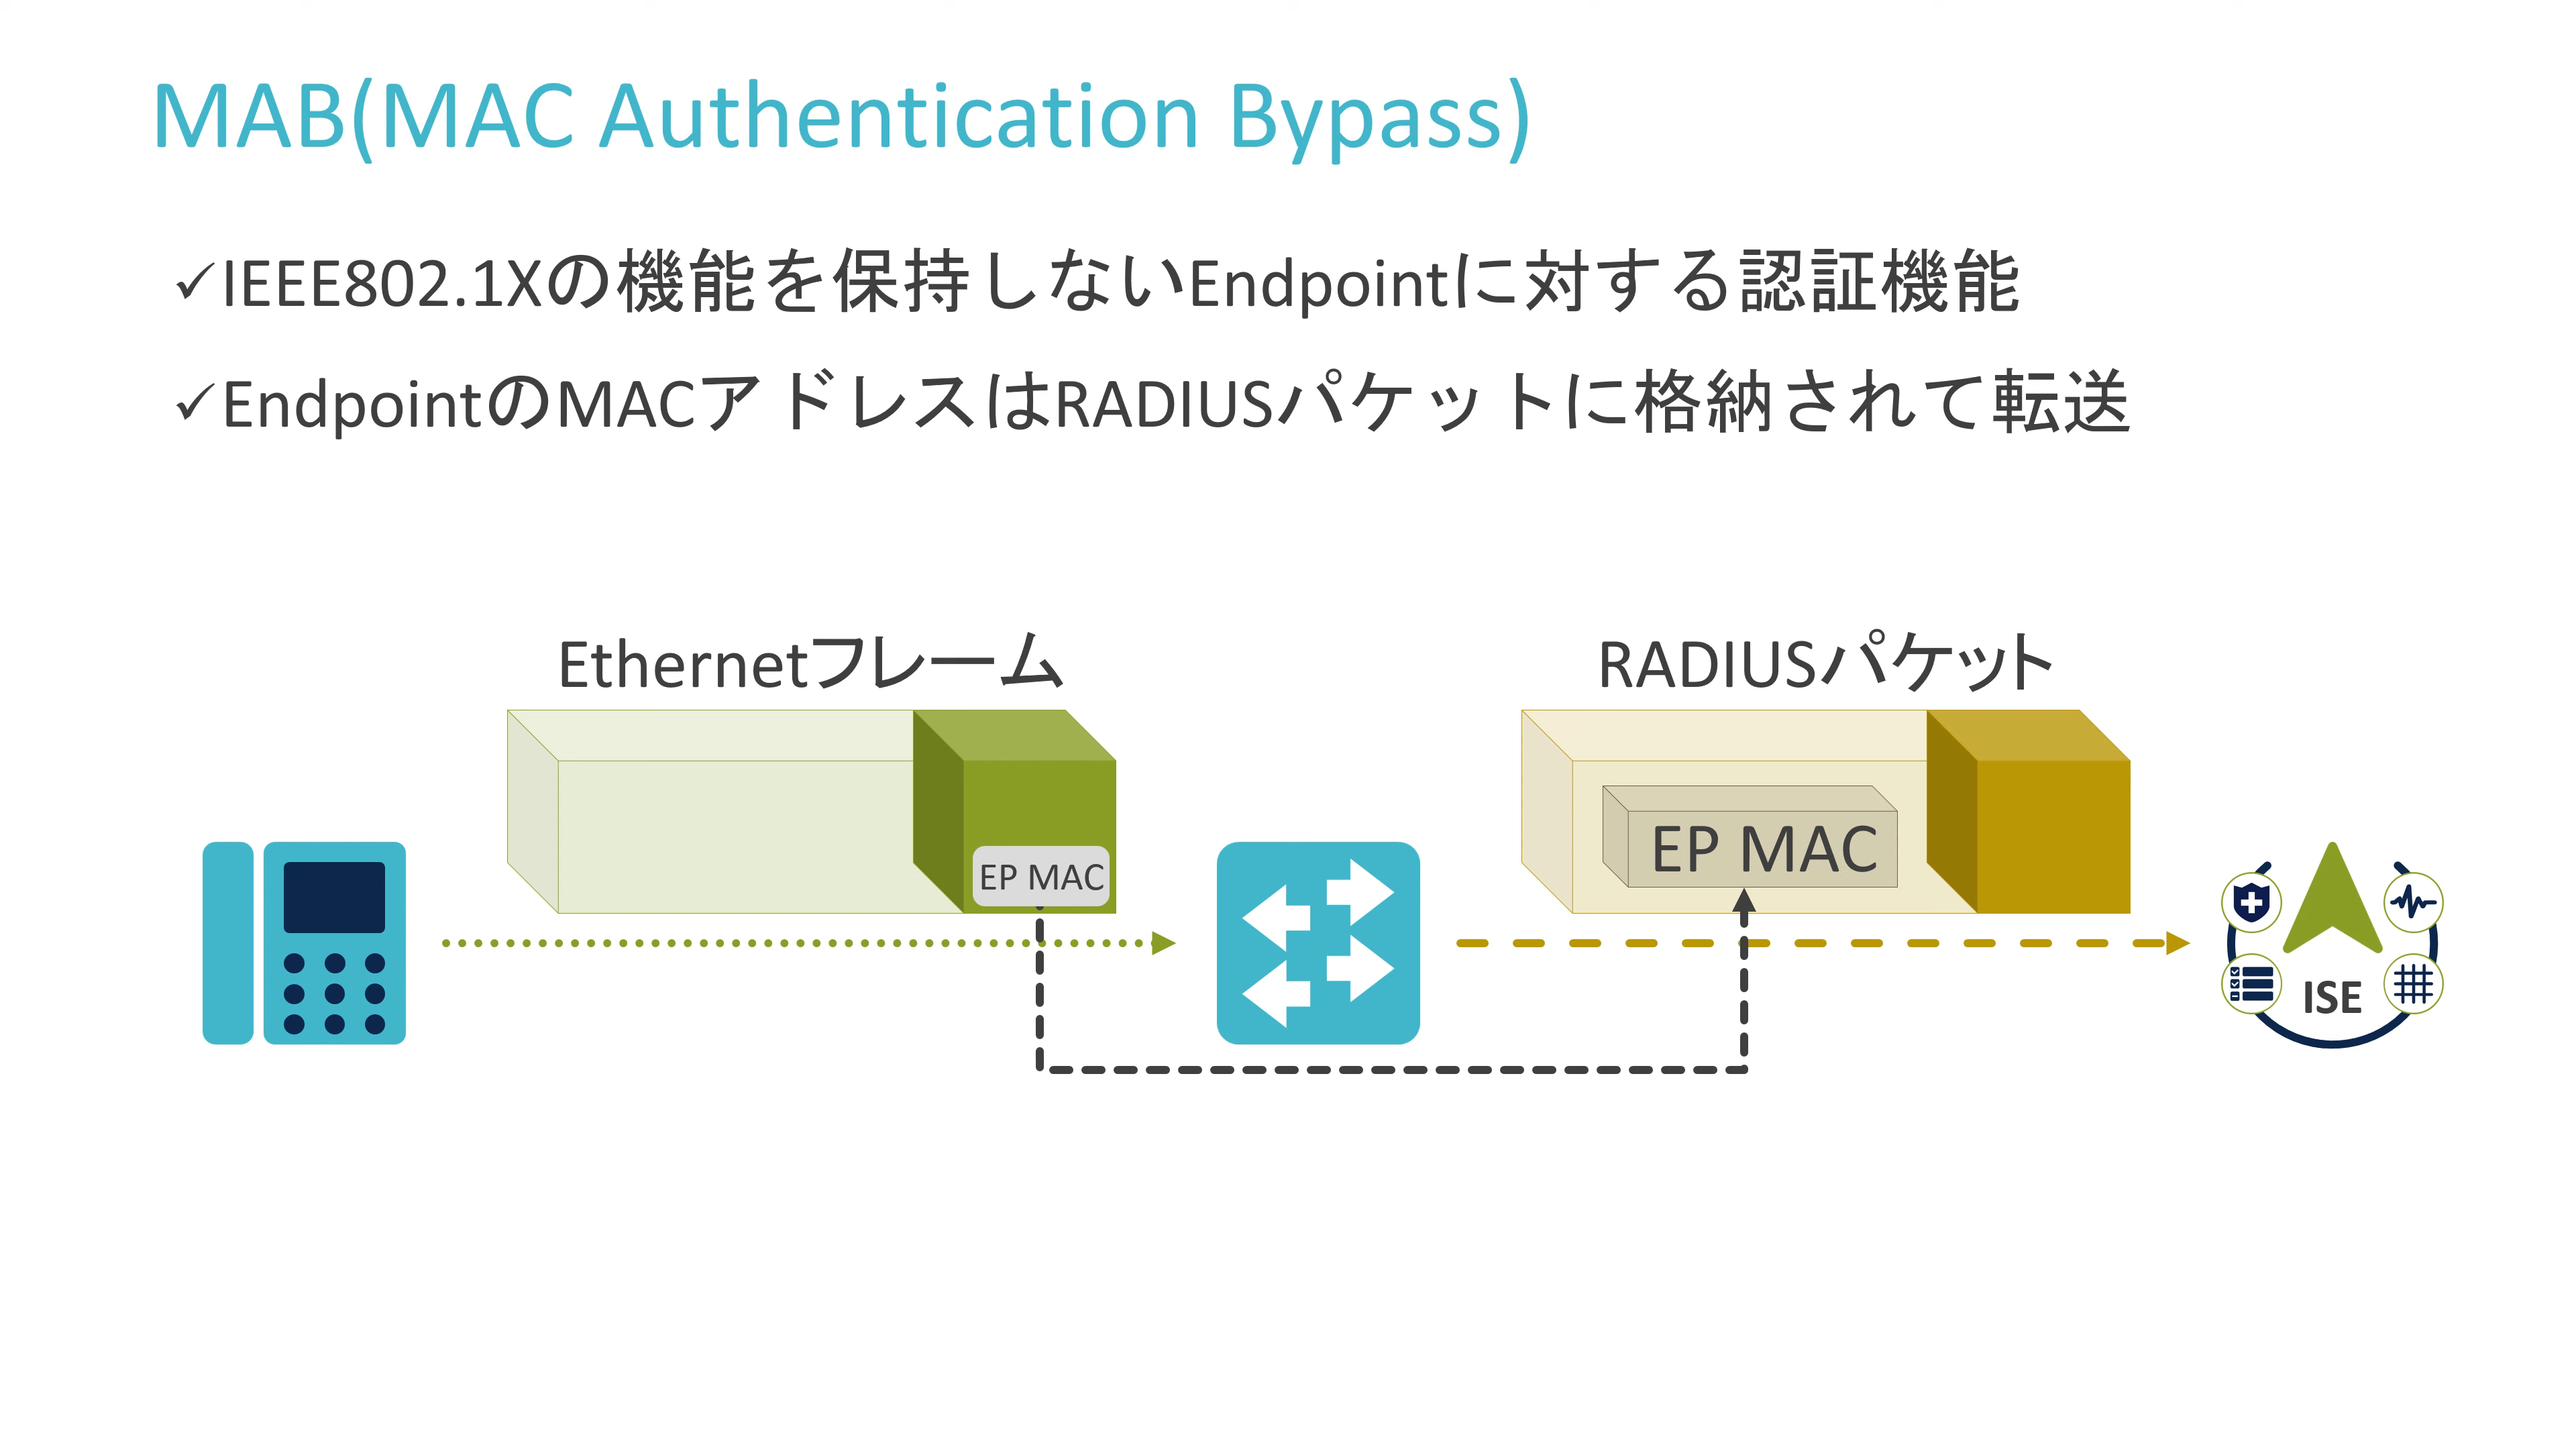 MAB(MAC Authentication Bypass)
✓IEEE802.1Xの機能を保持しないEndpointに対する認証機能
✓EndpointのMACアドレスはRADIUSパケットに格納されて転送
Ethernetフレーム
RADIUSパケット
EP MAC
EP MAC
ISE